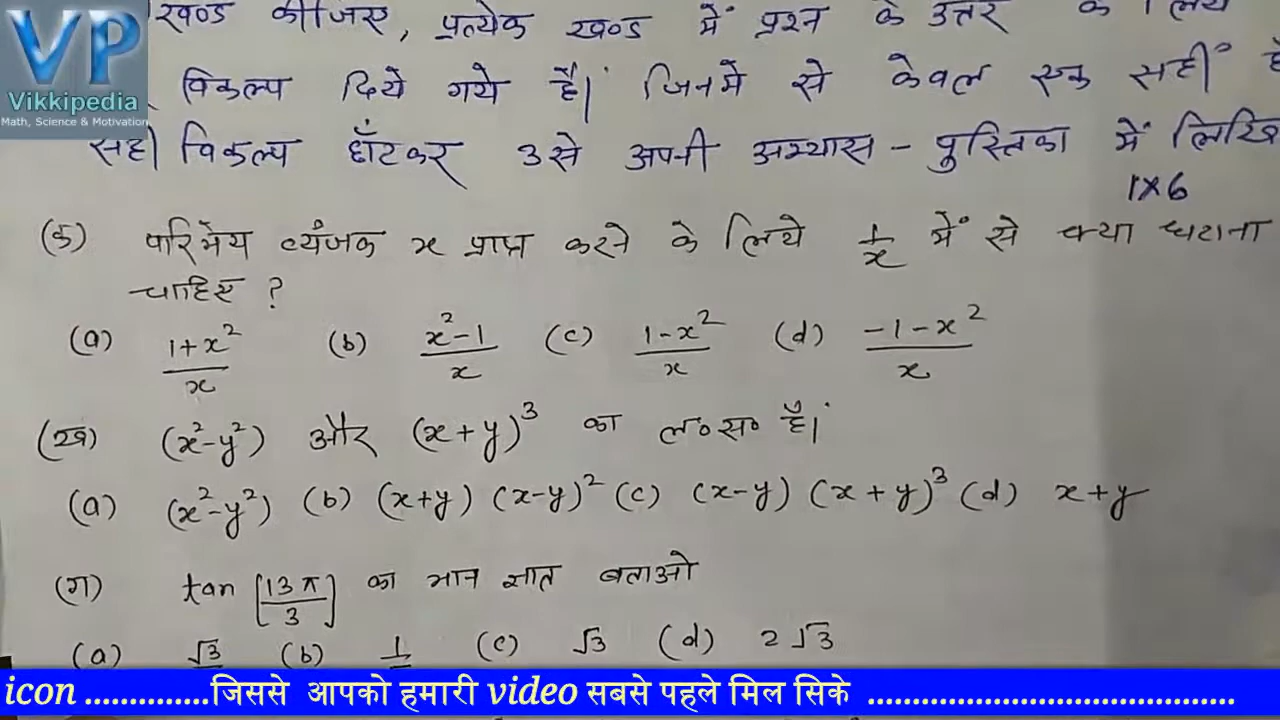 खण्ड कीजिए, प्रत्येक खण्ड में प्रश्न के उत्तर के लिये
विकल्प दिये गये हैं। जिनमें से केवल एक सही है
सही विकल्प छाँटकर उसे अपनी अभ्यास - पुस्तिका में लिखि
1×6
(क) परिमेय व्यंजक x प्राप्त करने के लिये 1/x में से क्या घटाना
चाहिए ?
(a) (1+x²)/x (b) (x²-1)/x (c) (1-x²)/x (d) (-1-x²)/x
(ख) (x²-y²) और (x+y)³ का ल०स० है।
(a) (x²-y²) (b) (x+y) (x-y)² (c) (x-y) (x+y)³ (d) x+y
(ग) tan [13π/3] का मान ज्ञात बताओ
(a) √3 (b) 1 (c) √3 (d) 2√3
VP
Vikkipedia
Math, Science & Motivation
icon ..............जिससे आपको हमारी video सबसे पहले मिल सिके ..........................................